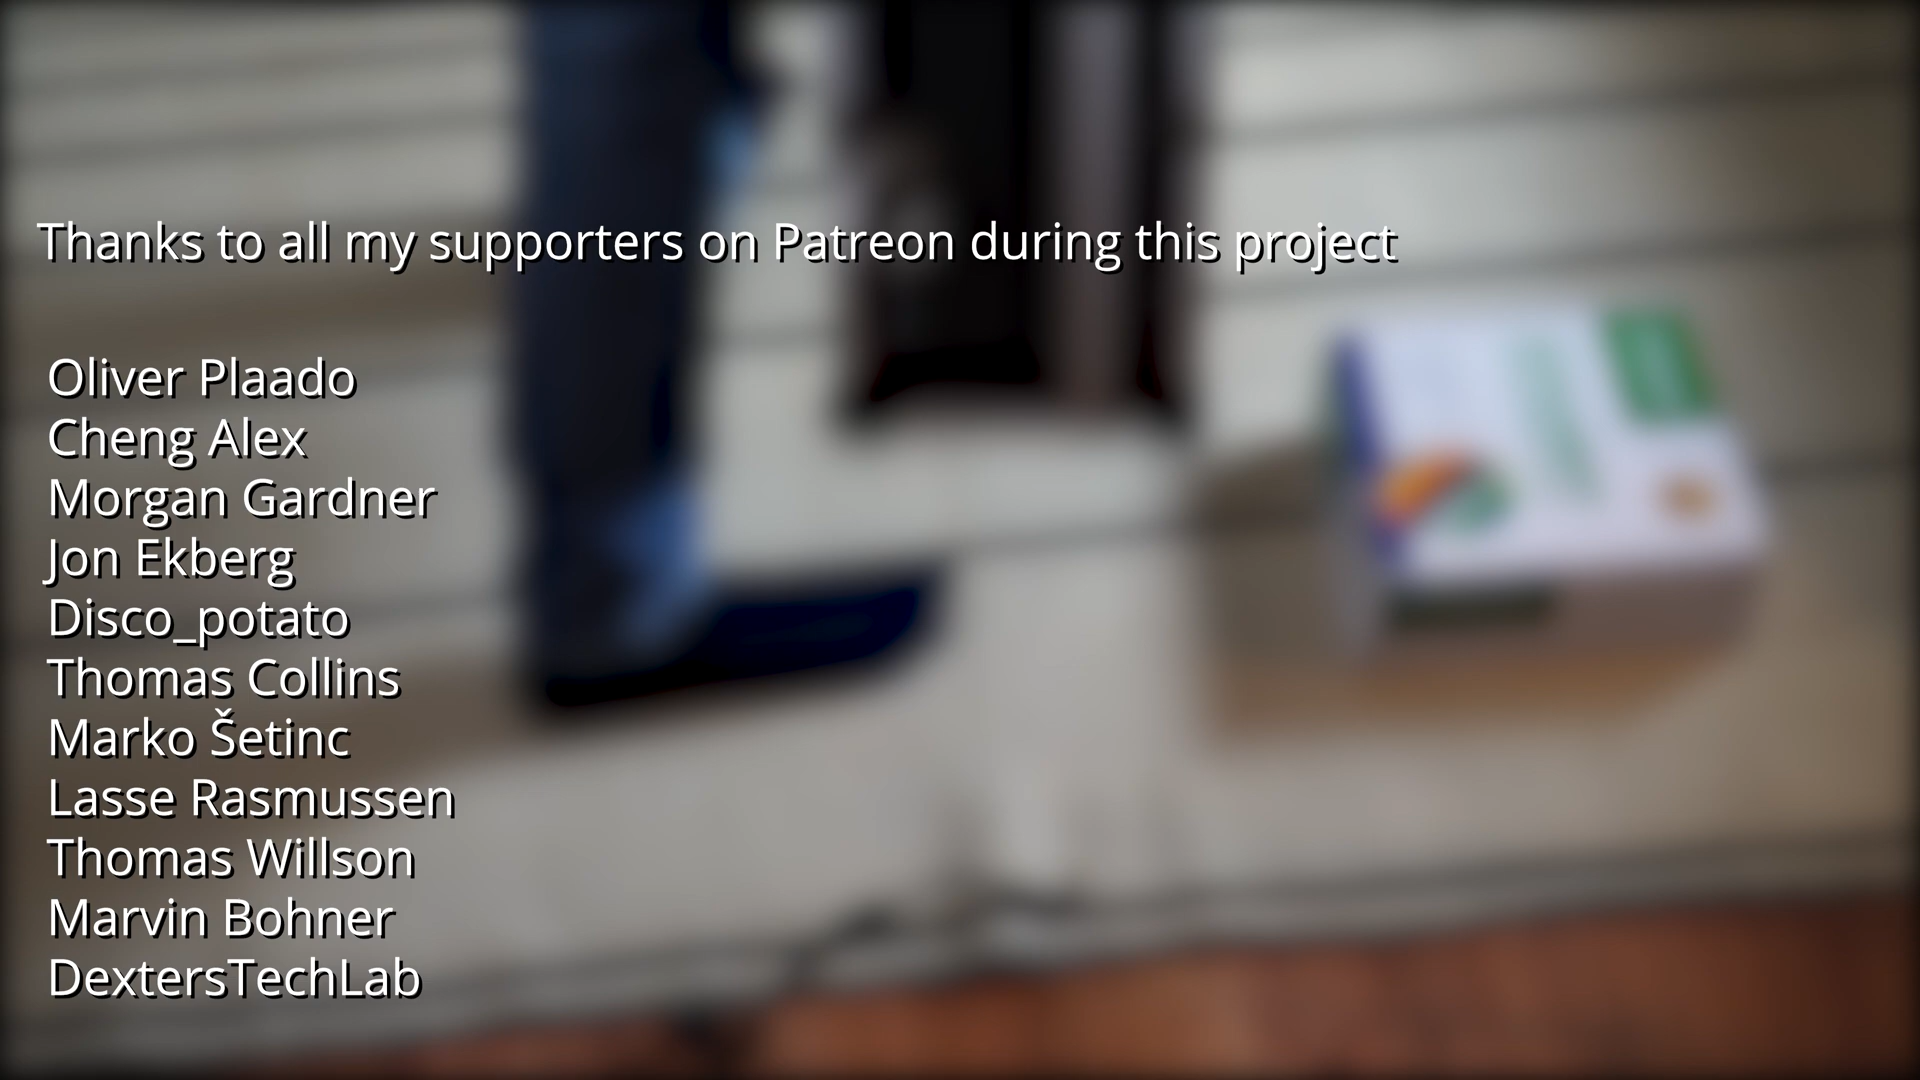 Thanks to all my supporters on Patreon during this project
Oliver Plaado
Cheng Alex
Morgan Gardner
Jon Ekberg
Disco_potato
Thomas Collins
Marko Šetinc
Lasse Rasmussen
Thomas Willson
Marvin Bohner
DextersTechLab